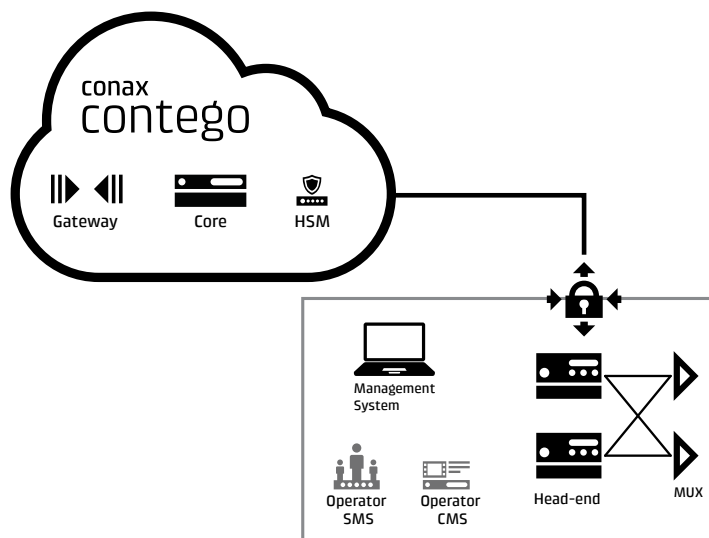 conax
contego
Gateway
Core
HSM
Management
System
Operator
SMS
Operator
CMS
Head-end
MUX